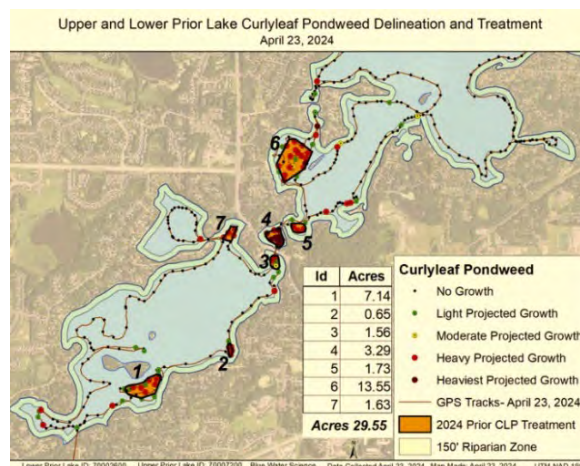 Upper and Lower Prior Lake Curlyleaf Pondweed Delineation and Treatment
April 23, 2024
6
7
4
5
3
2
1
Id Acres
1 7.14
2 0.65
3 1.56
4 3.29
5 1.73
6 13.55
7 1.63
Acres 29.55
Curlyleaf Pondweed
No Growth
Light Projected Growth
Moderate Projected Growth
Heavy Projected Growth
Heaviest Projected Growth
GPS Tracks- April 23, 2024
2024 Prior CLP Treatment
150' Riparian Zone